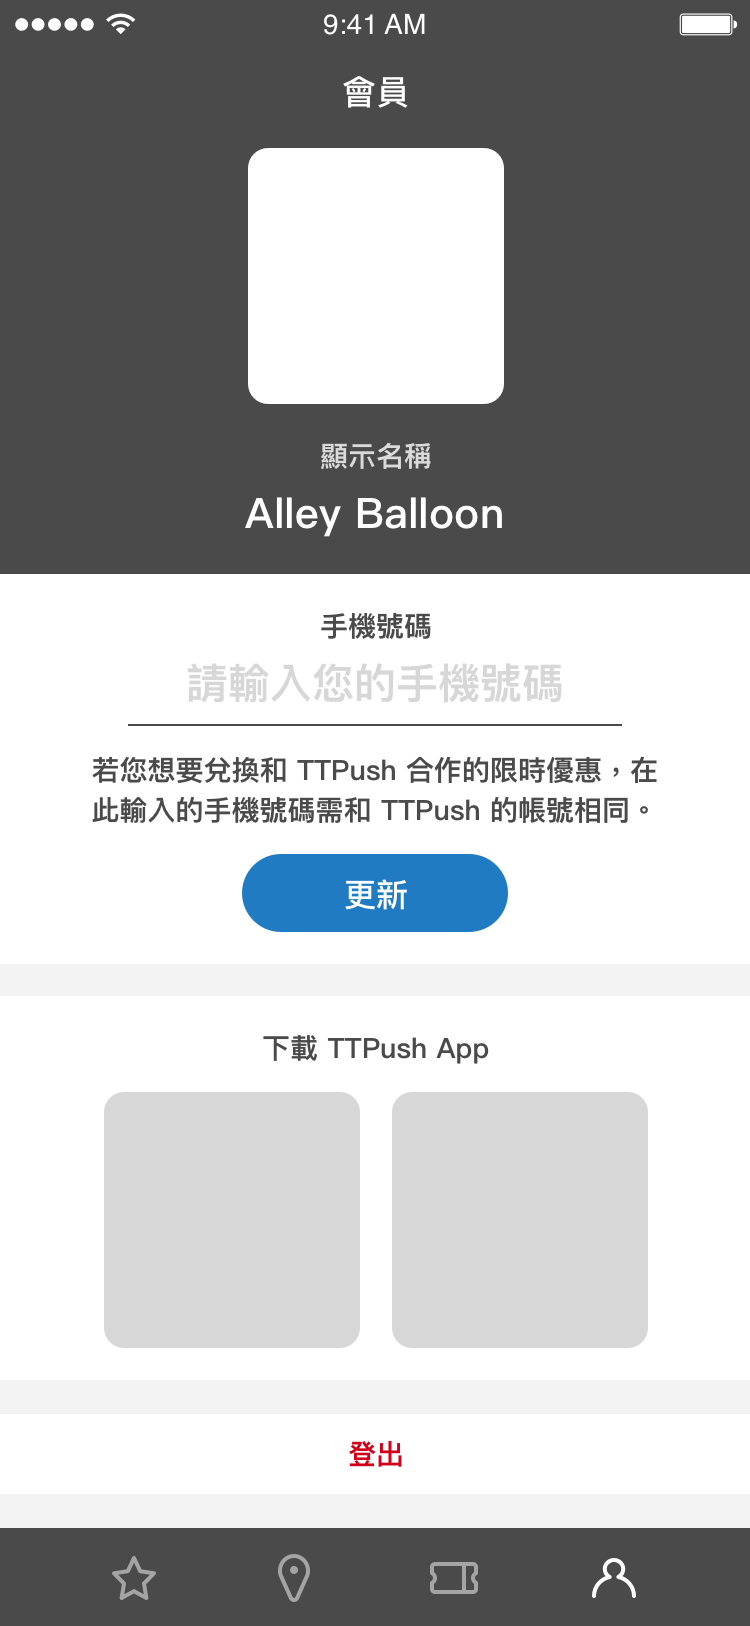 9:41 AM
會員
顯示名稱
Alley Balloon
手機號碼
請輸入您的手機號碼
若您想要兌換和 TTPush 合作的限時優惠，在
此輸入的手機號碼需和 TTPush 的帳號相同。
更新
下載 TTPush App
登出